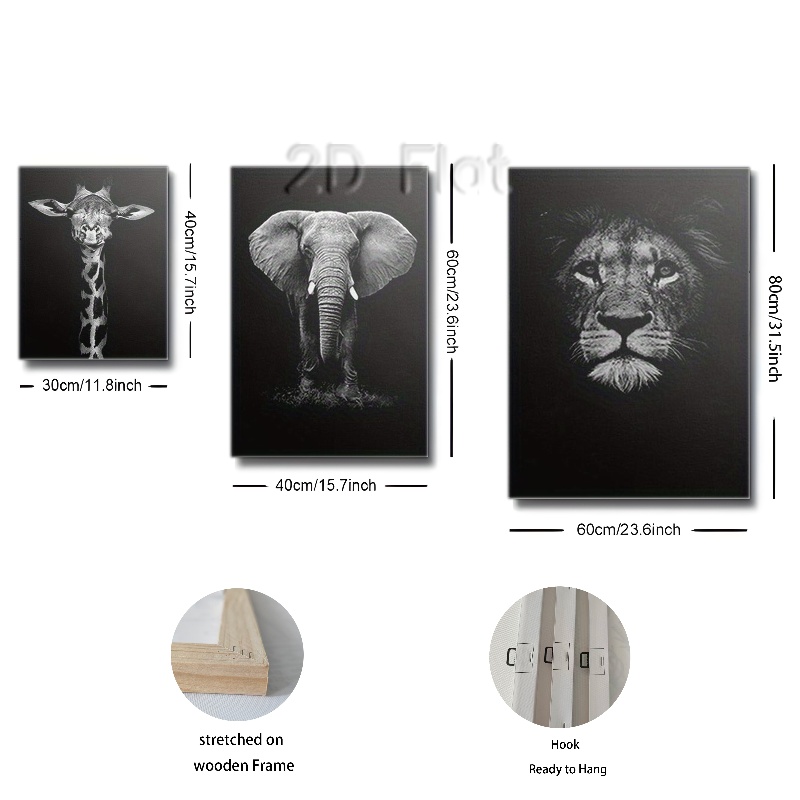 2D Flat
40cm/15.7inch
60cm/23.6inch
80cm/31.5inch
30cm/11.8inch
40cm/15.7inch
60cm/23.6inch
stretched on
wooden Frame
Hook
Ready to Hang